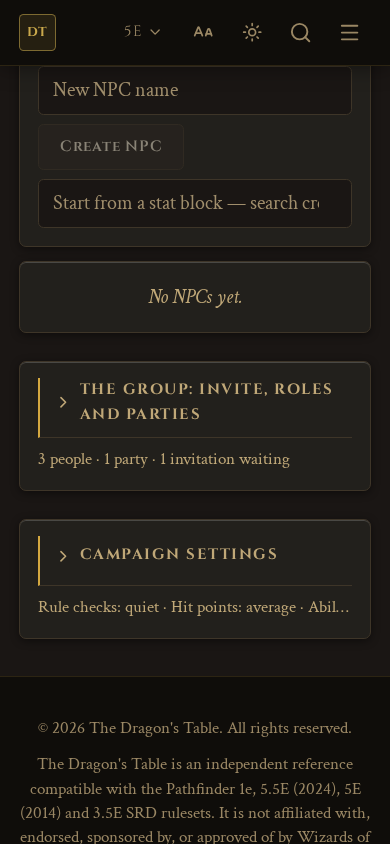 DT
5E
AA
New NPC name
Create NPC
Start from a stat block — search cr
No NPCs yet.
THE GROUP: INVITE, ROLES
AND PARTIES
3 people · 1 party · 1 invitation waiting
CAMPAIGN SETTINGS
Rule checks: quiet · Hit points: average · Abil…
© 2026 The Dragon's Table. All rights reserved.
The Dragon's Table is an independent reference
compatible with the Pathfinder 1e, 5.5E (2024), 5E
(2014) and 3.5E SRD rulesets. It is not affiliated with,
endorsed, sponsored by, or approved of by Wizards of